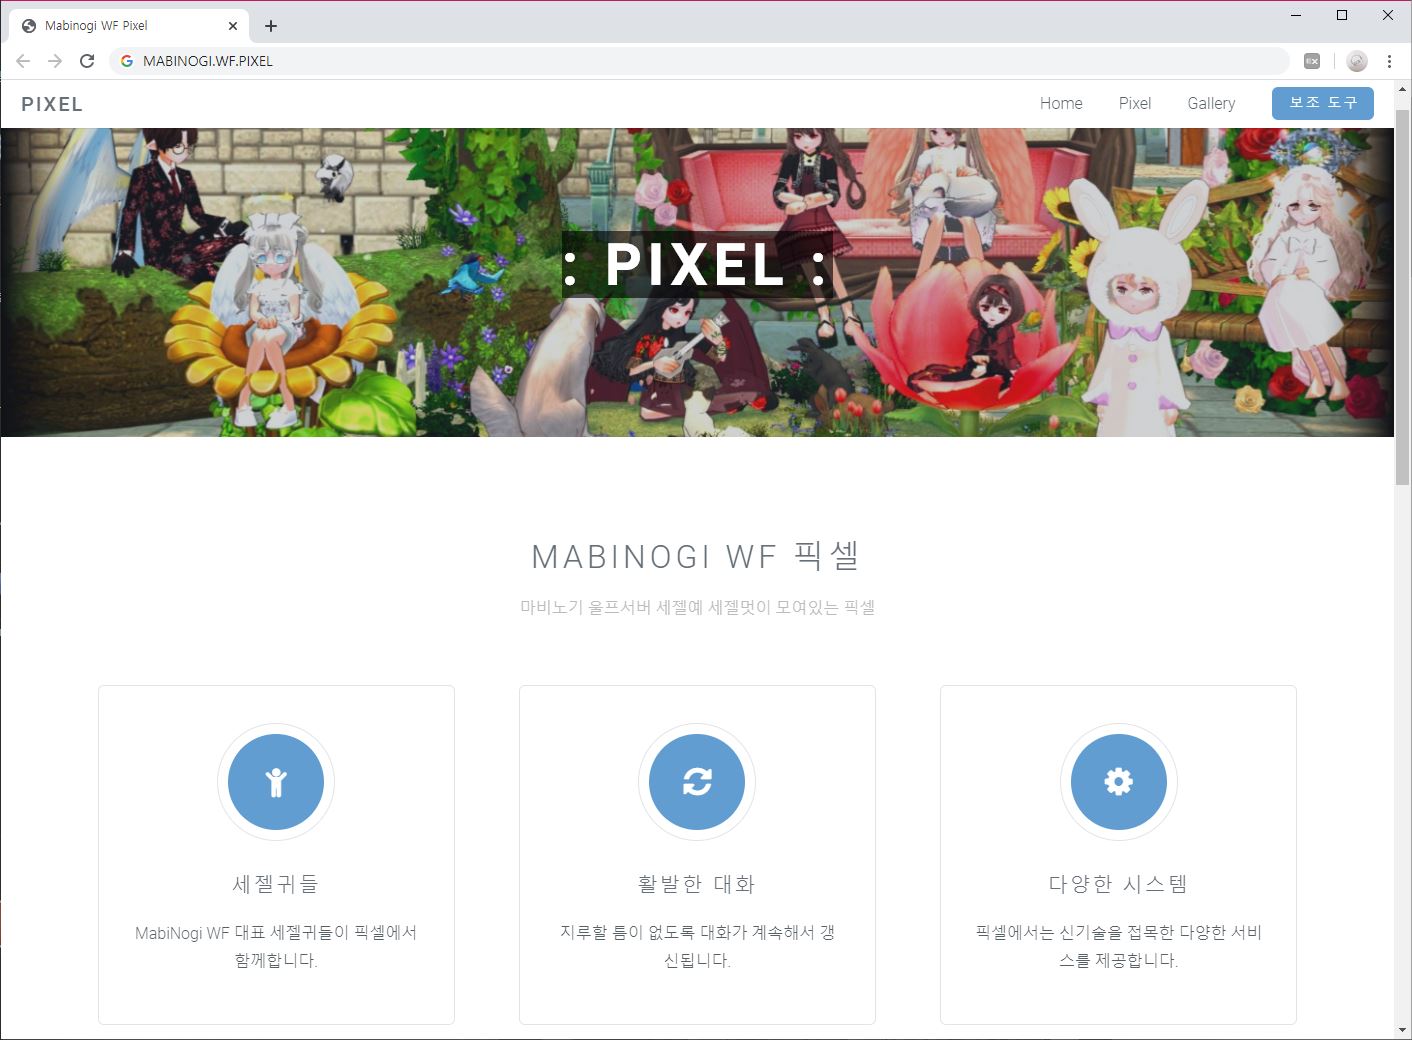 Mabinogi WF Pixel
MABINOGI.WF.PIXEL
PIXEL
Home
Pixel
Gallery
보조 도구
: PIXEL :
MABINOGI WF 픽셀
마비노기 울프서버 세젤예 세젤멋이 모여있는 픽셀
세젤귀들
MabiNogi WF 대표 세젤귀들이 픽셀에서
함께합니다.
활발한 대화
지루할 틈이 없도록 대화가 계속해서 갱
신됩니다.
다양한 시스템
픽셀에서는 신기술을 접목한 다양한 서비
스를 제공합니다.